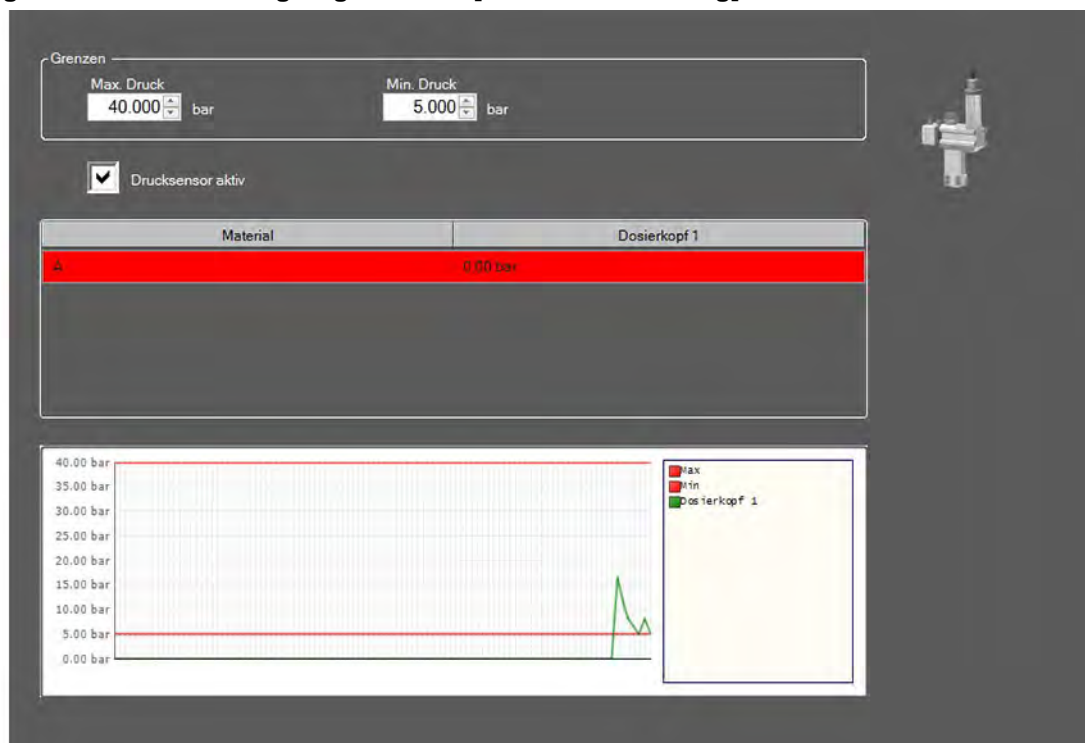 Grenzen
Max. Druck Min. Druck
40.000 bar 5.000 bar
Drucksensor aktiv
Material Dosierkopf 1
A 0,00 bar
40.00 bar
35.00 bar
30.00 bar
25.00 bar
20.00 bar
15.00 bar
10.00 bar
5.00 bar
0.00 bar
Max
Min
Dosierkopf 1